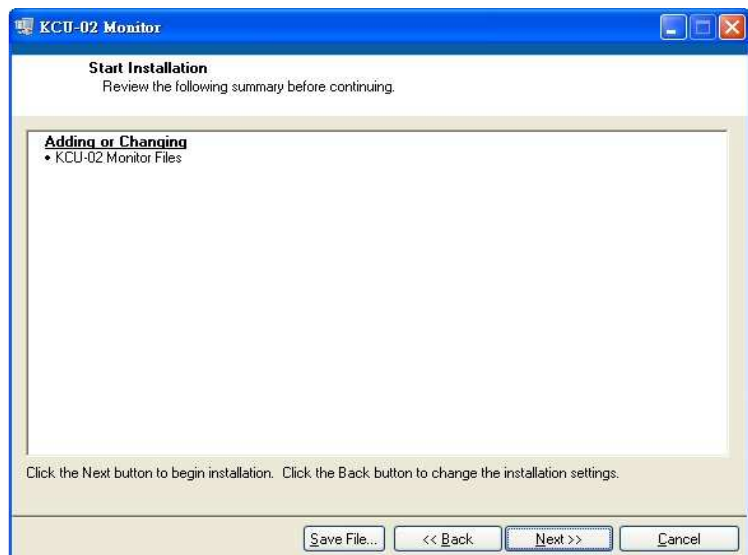 KCU-02 Monitor
Start Installation
Review the following summary before continuing.
Adding or Changing
• KCU-02 Monitor Files
Click the Next button to begin installation. Click the Back button to change the installation settings.
Save File... << Back Next >> Cancel